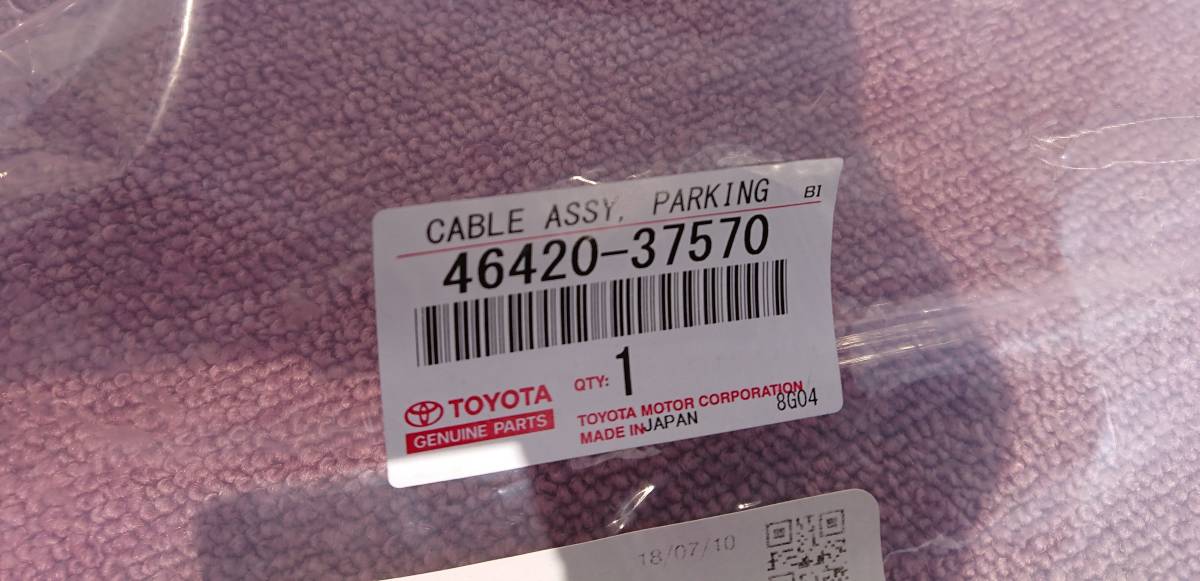 CABLE ASSY, PARKING BI
46420-37570
QTY: 1
TOYOTA
GENUINE PARTS
TOYOTA MOTOR CORPORATION
8G04
MADE IN JAPAN
18/07/10